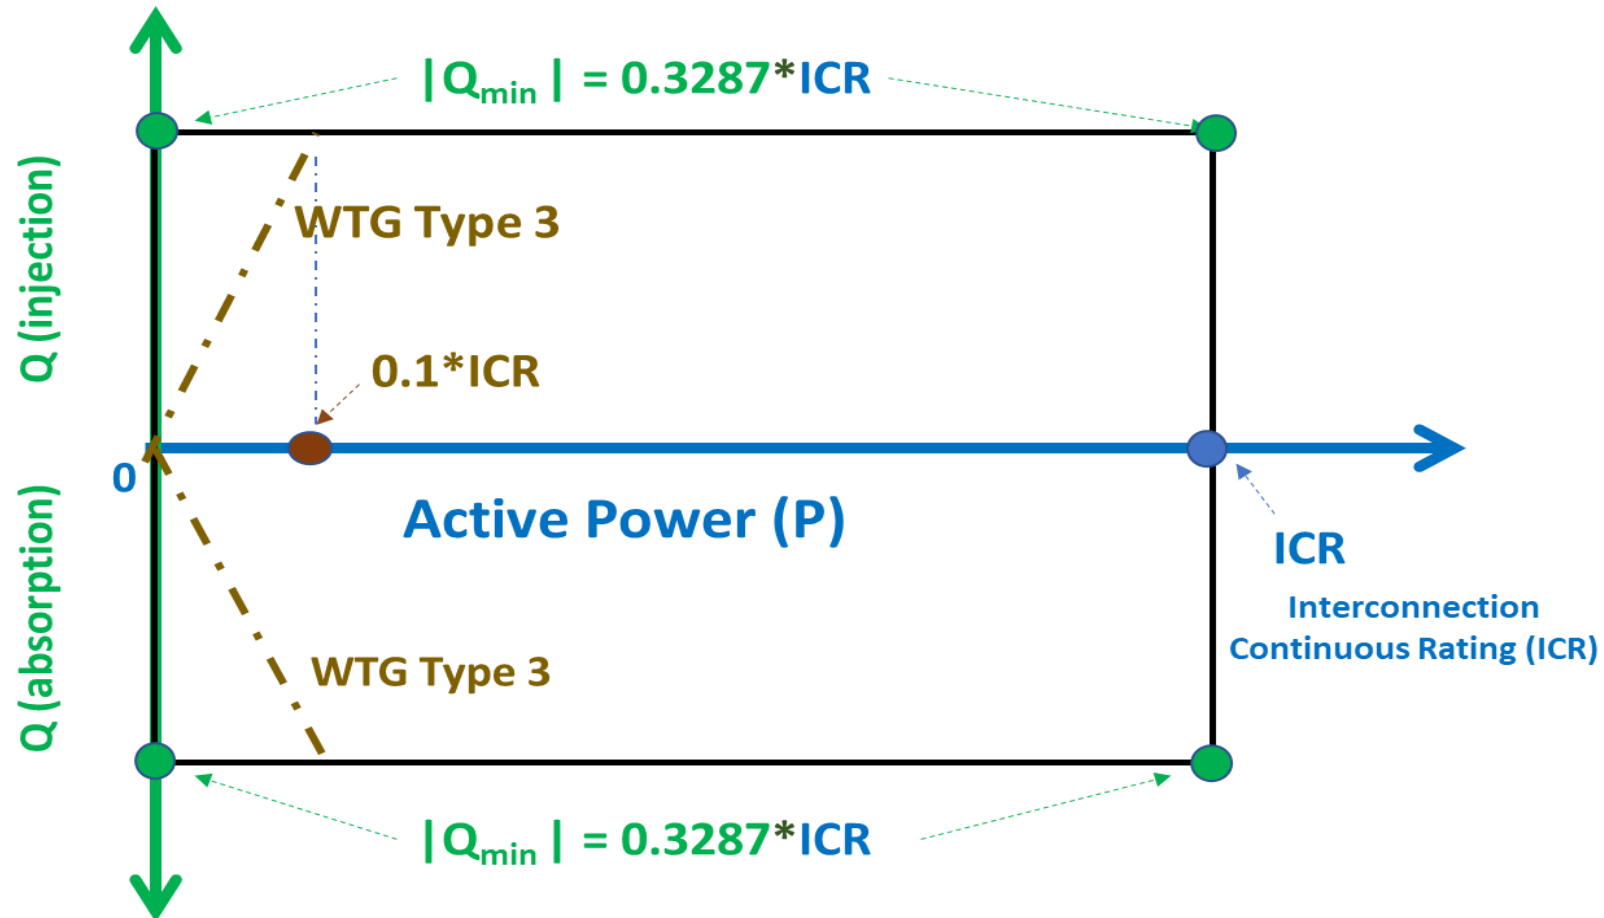 |Qmin | = 0.3287*ICR
Q (injection)
WTG Type 3
0.1*ICR
0
Active Power (P)
ICR
Interconnection
Continuous Rating (ICR)
Q (absorption)
WTG Type 3
|Qmin | = 0.3287*ICR